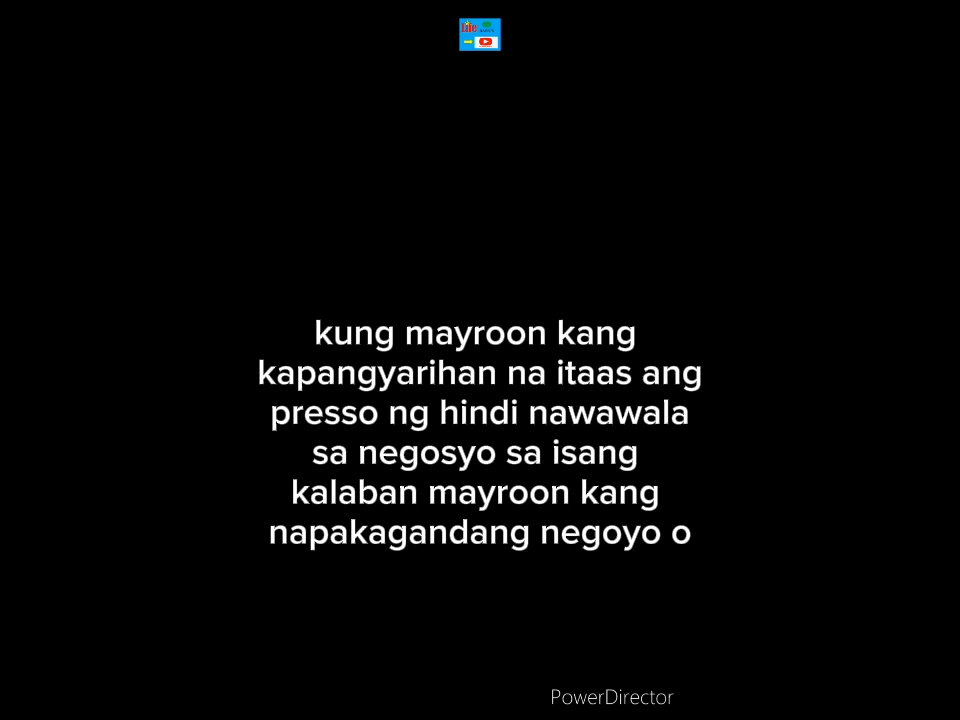 Life
kung mayroon kang
kapangyarihan na itaas ang
presso ng hindi nawawala
sa negosyo sa isang
kalaban mayroon kang
napakagandang negoyo o
PowerDirector